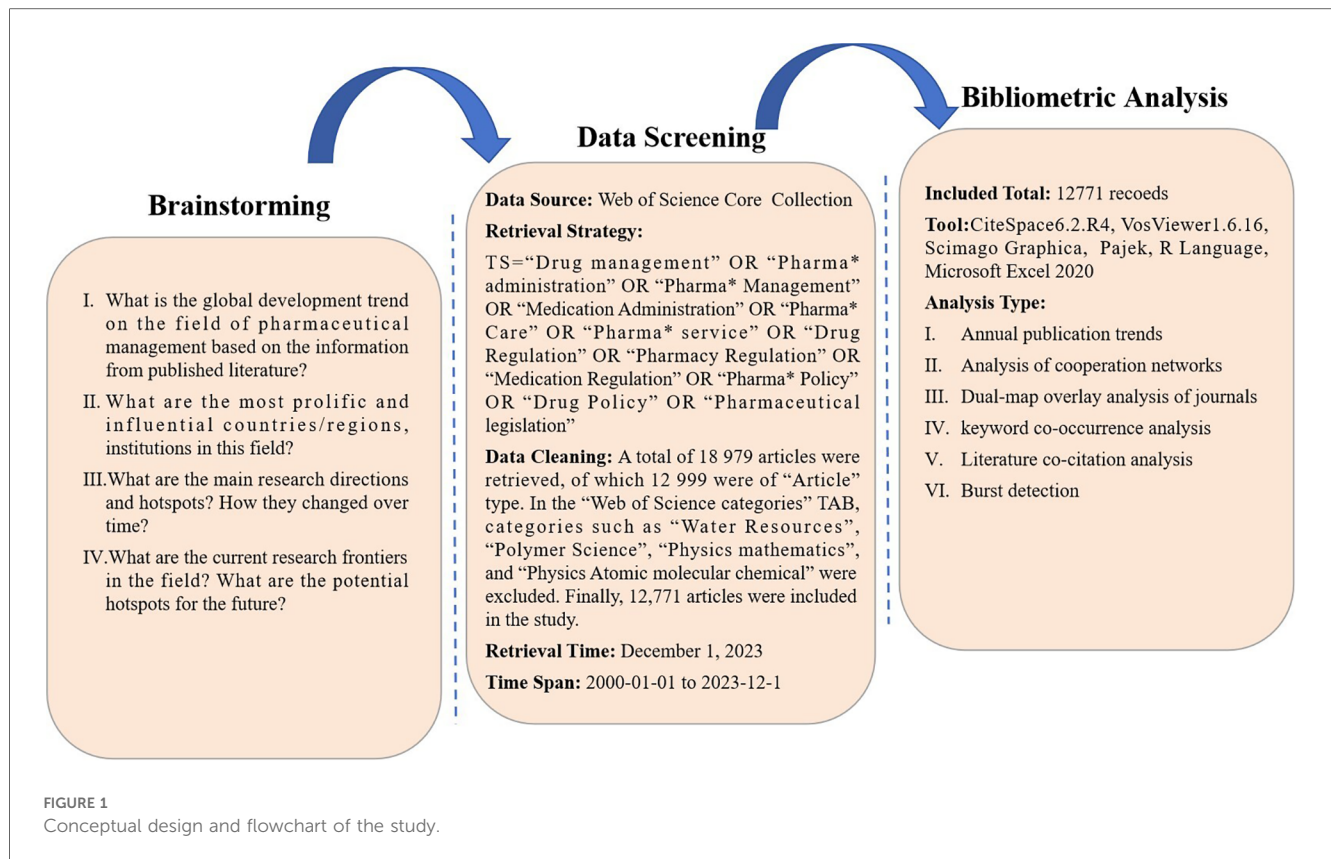 Brainstorming
I. What is the global development trend
on the field of pharmaceutical
management based on the information
from published literature?
II. What are the most prolific and
influential countries/regions,
institutions in this field?
III.What are the main research directions
and hotspots? How they changed over
time?
IV.What are the current research frontiers
in the field? What are the potential
hotspots for the future?
Data Screening
Data Source: Web of Science Core Collection
Retrieval Strategy:
TS=“Drug management” OR “Pharma*
administration” OR “Pharma* Management”
OR “Medication Administration” OR “Pharma*
Care” OR “Pharma* service” OR “Drug
Regulation” OR “Pharmacy Regulation” OR
“Medication Regulation” OR “Pharma* Policy”
OR “Drug Policy” OR “Pharmaceutical
legislation”
Data Cleaning: A total of 18 979 articles were
retrieved, of which 12 999 were of “Article”
type. In the “Web of Science categories” TAB,
categories such as “Water Resources”,
“Polymer Science”, “Physics mathematics”,
and “Physics Atomic molecular chemical” were
excluded. Finally, 12,771 articles were included
in the study.
Retrieval Time: December 1, 2023
Time Span: 2000-01-01 to 2023-12-1
Bibliometric Analysis
Included Total: 12771 recoeds
Tool:CiteSpace6.2.R4, VosViewer1.6.16,
Scimago Graphica, Pajek, R Language,
Microsoft Excel 2020
Analysis Type:
I. Annual publication trends
II. Analysis of cooperation networks
III. Dual-map overlay analysis of journals
IV. keyword co-occurrence analysis
V. Literature co-citation analysis
VI. Burst detection
FIGURE 1
Conceptual design and flowchart of the study.